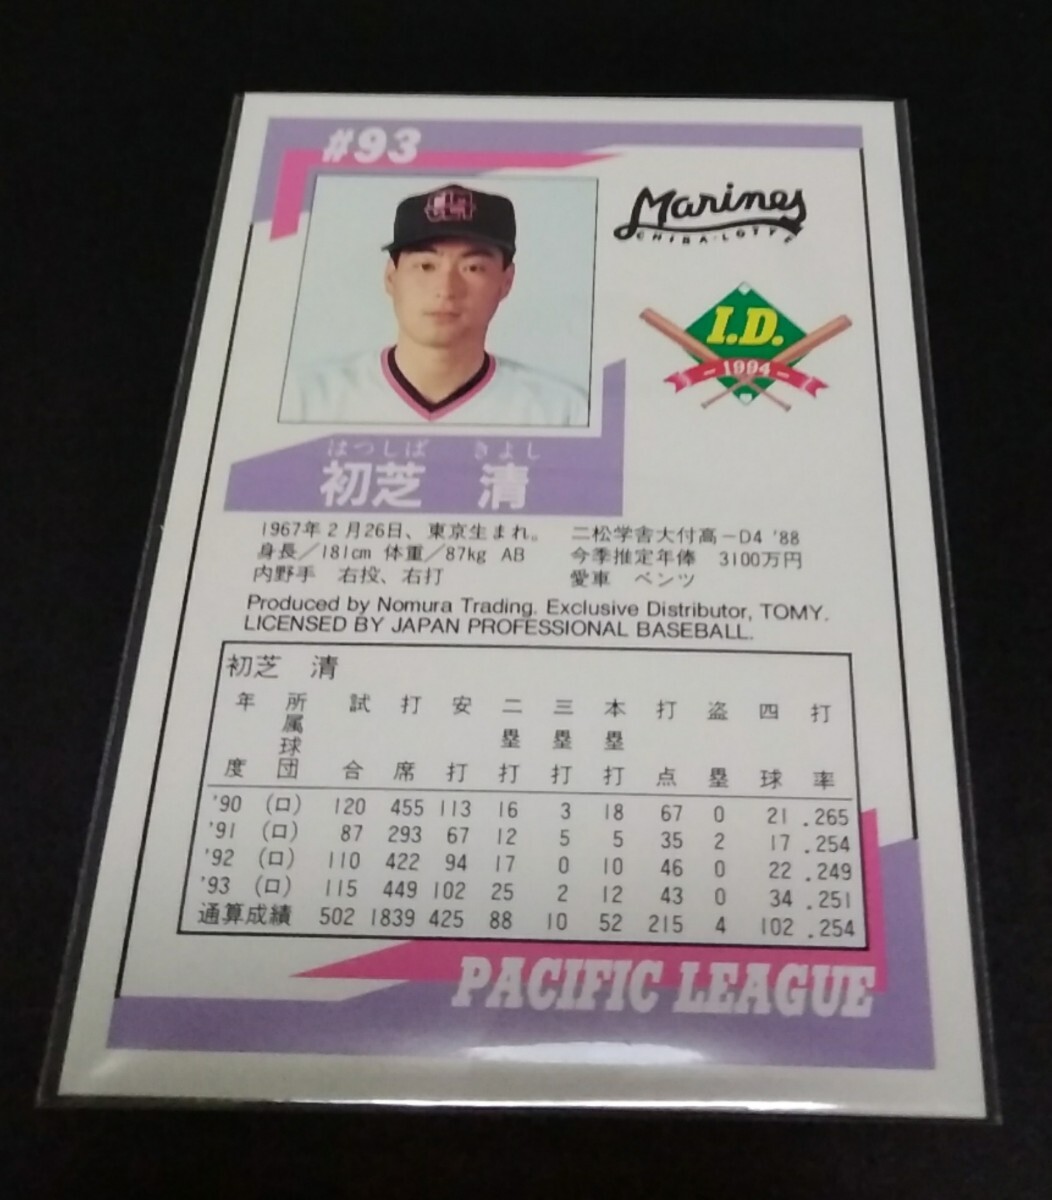 #93
Marines
CHIBA・LOTTE
I.D.
-1994-
はつしば きよし
初芝 清
1967年2月26日、東京生まれ。 二松学舎大付高-D4 '88
身長/181cm 体重/87kg AB 今季推定年俸 3100万円
内野手 右投、右打 愛車 ベンツ
Produced by Nomura Trading. Exclusive Distributor, TOMY.
LICENSED BY JAPAN PROFESSIONAL BASEBALL.
初芝 清
年度 所属球団 試合 打席 安打 二塁打 三塁打 本塁打 打点 盗塁 四球 打率
'90 (ロ) 120 455 113 16 3 18 67 0 21 .265
'91 (ロ) 87 293 67 12 5 5 35 2 17 .254
'92 (ロ) 110 422 94 17 0 10 46 0 22 .249
'93 (ロ) 115 449 102 25 2 12 43 0 34 .251
通算成績 502 1839 425 88 10 52 215 4 102 .254
PACIFIC LEAGUE